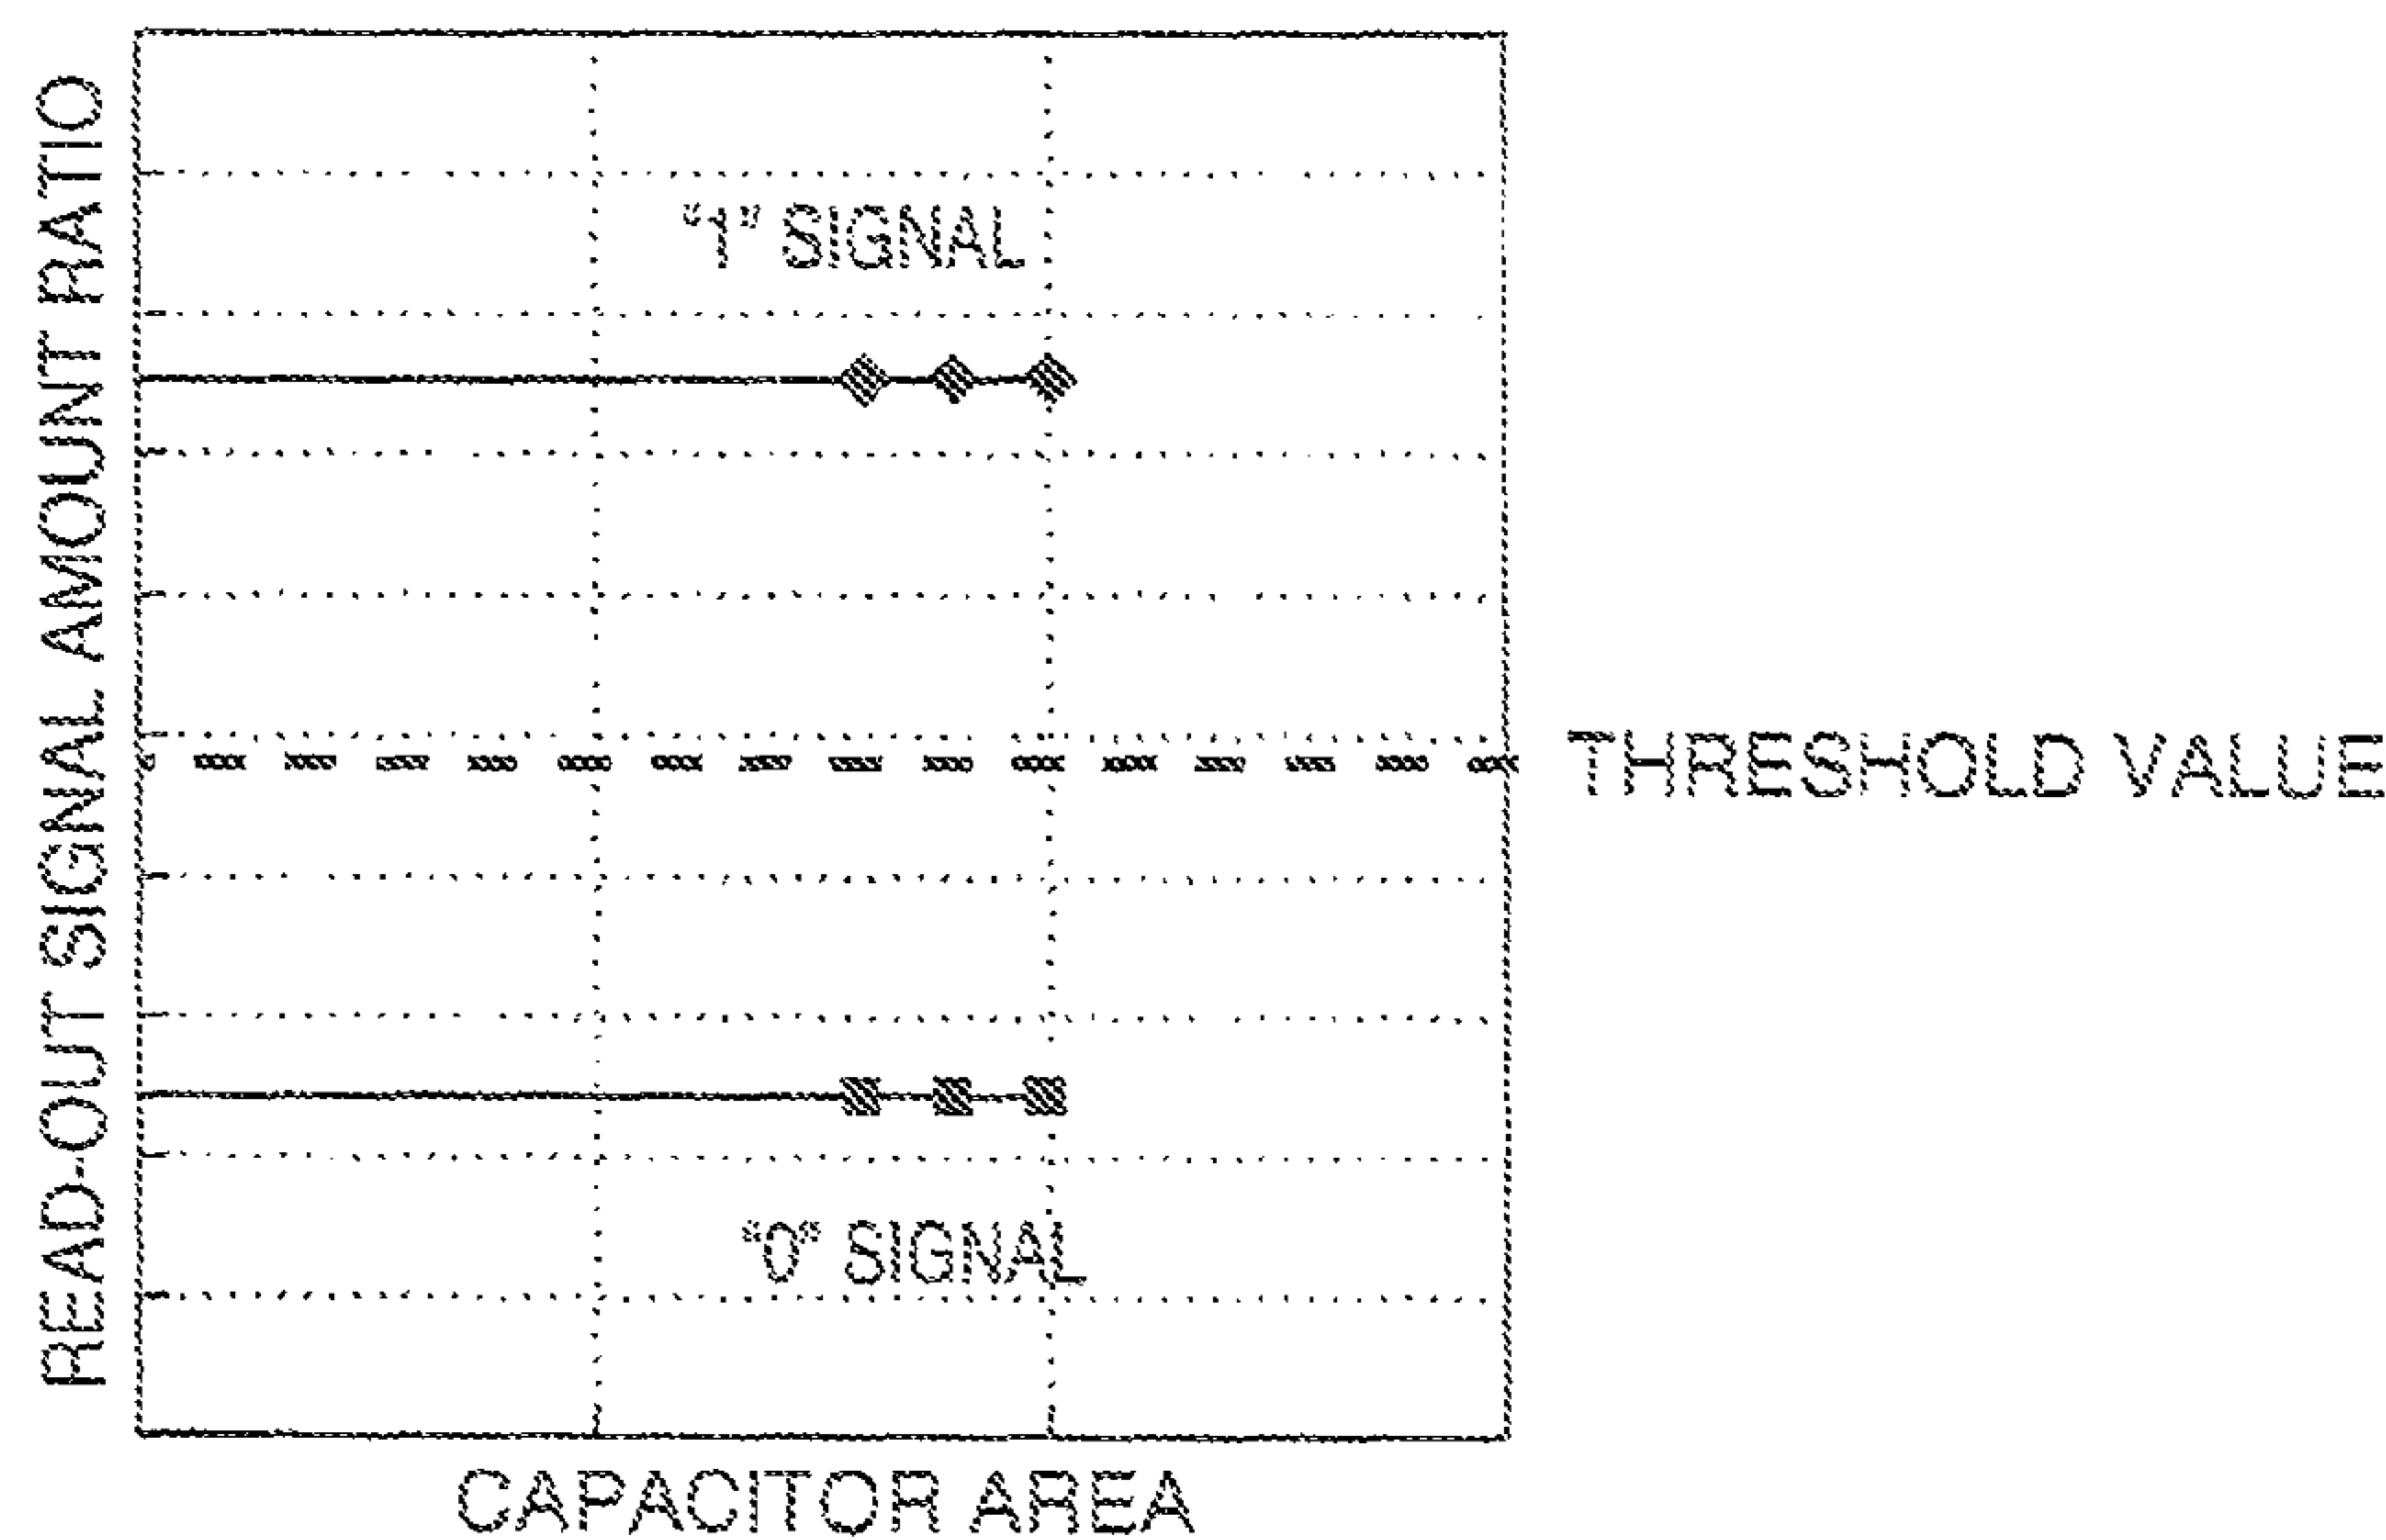 READ-OUT SIGNAL AMOUNT RATIO
"1" SIGNAL
THRESHOLD VALUE
"0" SIGNAL
CAPACITOR AREA